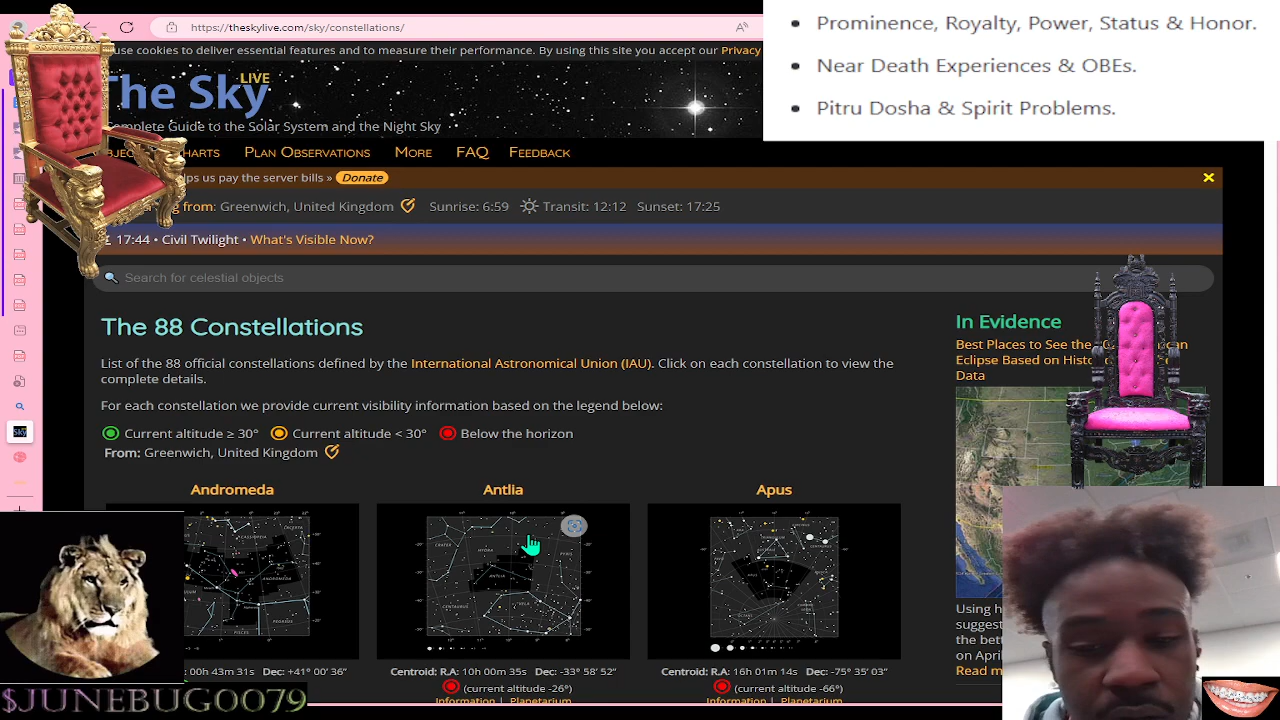 https://theskylive.com/sky/constellations/
Prominence, Royalty, Power, Status & Honor.
Near Death Experiences & OBEs.
Pitru Dosha & Spirit Problems.
use cookies to deliver essential features and to measure their performance. By using this site you accept our Privacy
The Sky LIVE
Complete Guide to the Solar System and the Night Sky
Plan Observations More FAQ Feedback
helps us pay the server bills » Donate
from: Greenwich, United Kingdom Sunrise: 6:59 Transit: 12:12 Sunset: 17:25
17:44 • Civil Twilight • What's Visible Now?
Search for celestial objects
The 88 Constellations
List of the 88 official constellations defined by the International Astronomical Union (IAU). Click on each constellation to view the
complete details.
For each constellation we provide current visibility information based on the legend below:
Current altitude ≥ 30° Current altitude < 30° Below the horizon
From: Greenwich, United Kingdom
In Evidence
Best Places to See the
Eclipse Based on
Data
Andromeda Antlia Apus
00h 43m 31s Dec:
Centroid: R.A: 10h 00m 35s Dec: -33° 58' 52"
(current altitude -26°)
Information | Planetarium
Centroid: R.A: 16h 01m 14s Dec: -75° 35' 03"
(current altitude -66°)
Information | Planetarium
Using
the
on
Read
$JUNEBUG0079